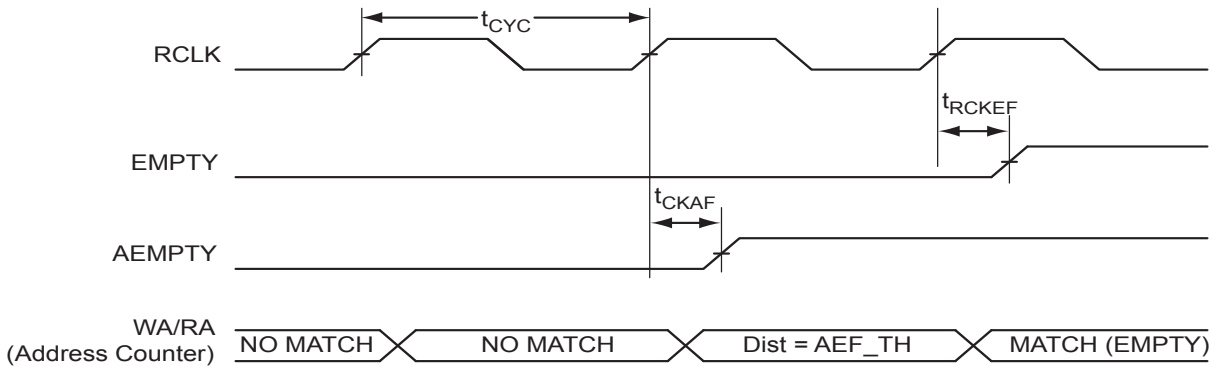 tCYC
RCLK
tRCKEF
EMPTY
tCKAF
AEMPTY
WA/RA
(Address Counter)
NO MATCH
NO MATCH
Dist = AEF_TH
MATCH (EMPTY)